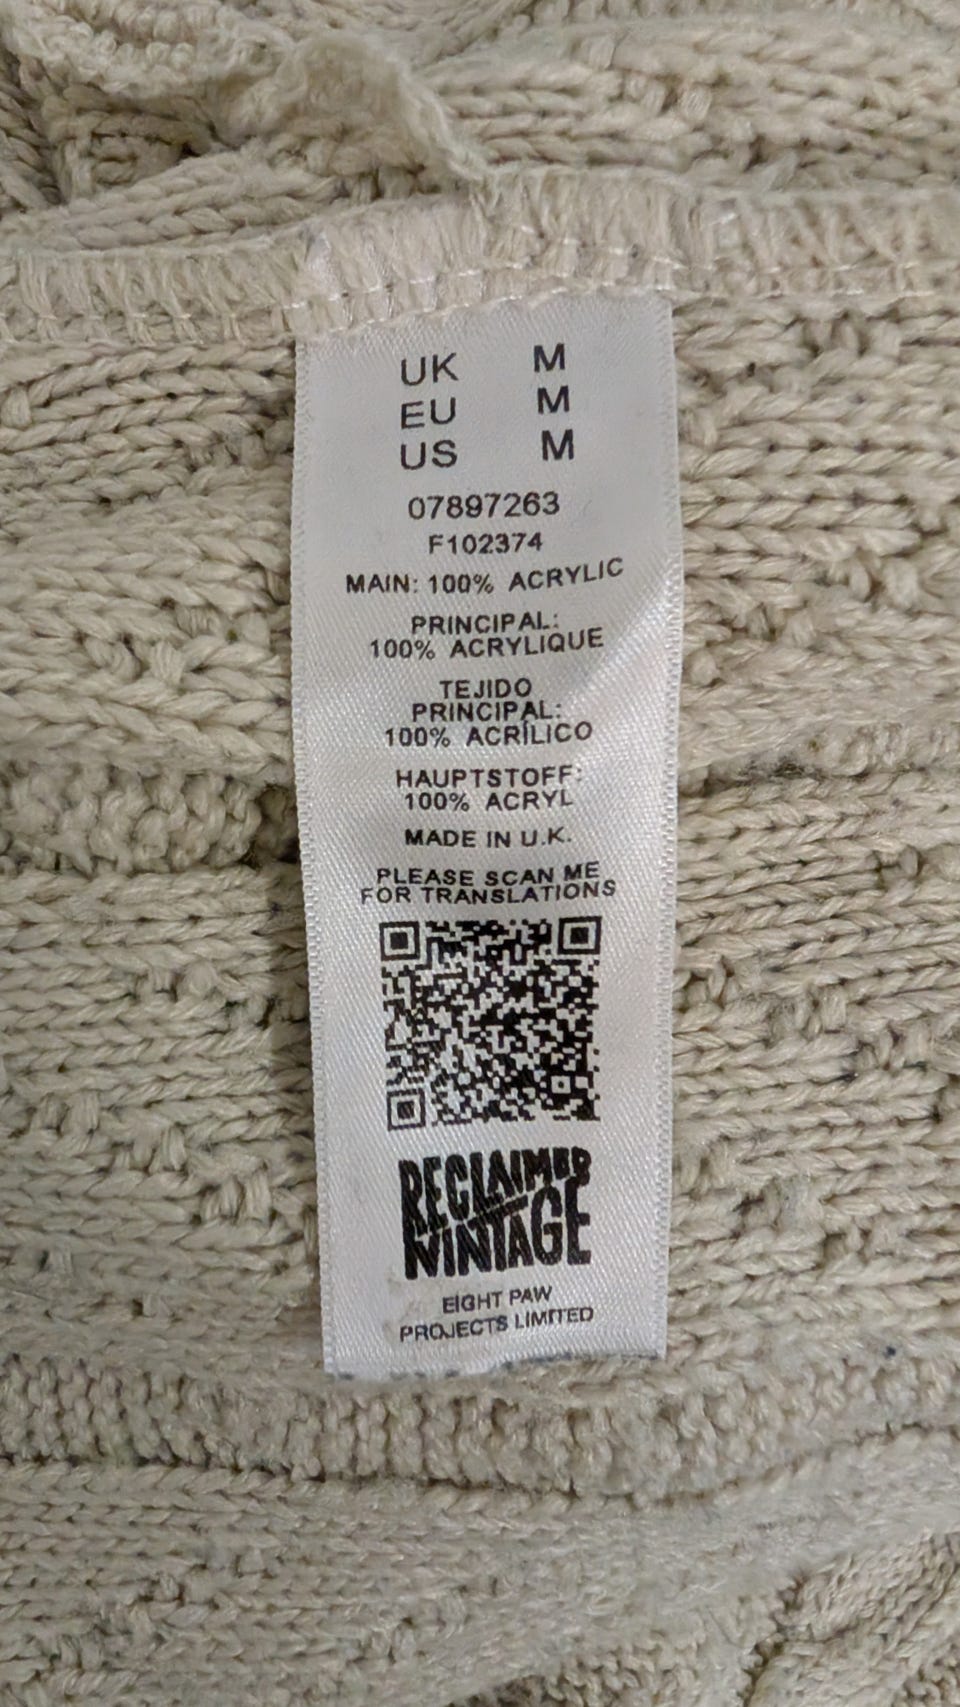 UK M
EU M
US M
07897263
F102374
MAIN: 100% ACRYLIC
PRINCIPAL:
100% ACRYLIQUE
TEJIDO
PRINCIPAL:
100% ACRÍLICO
HAUPTSTOFF:
100% ACRYL
MADE IN U.K.
PLEASE SCAN ME
FOR TRANSLATIONS
RECLAIMED
VINTAGE
EIGHT PAW
PROJECTS LIMITED